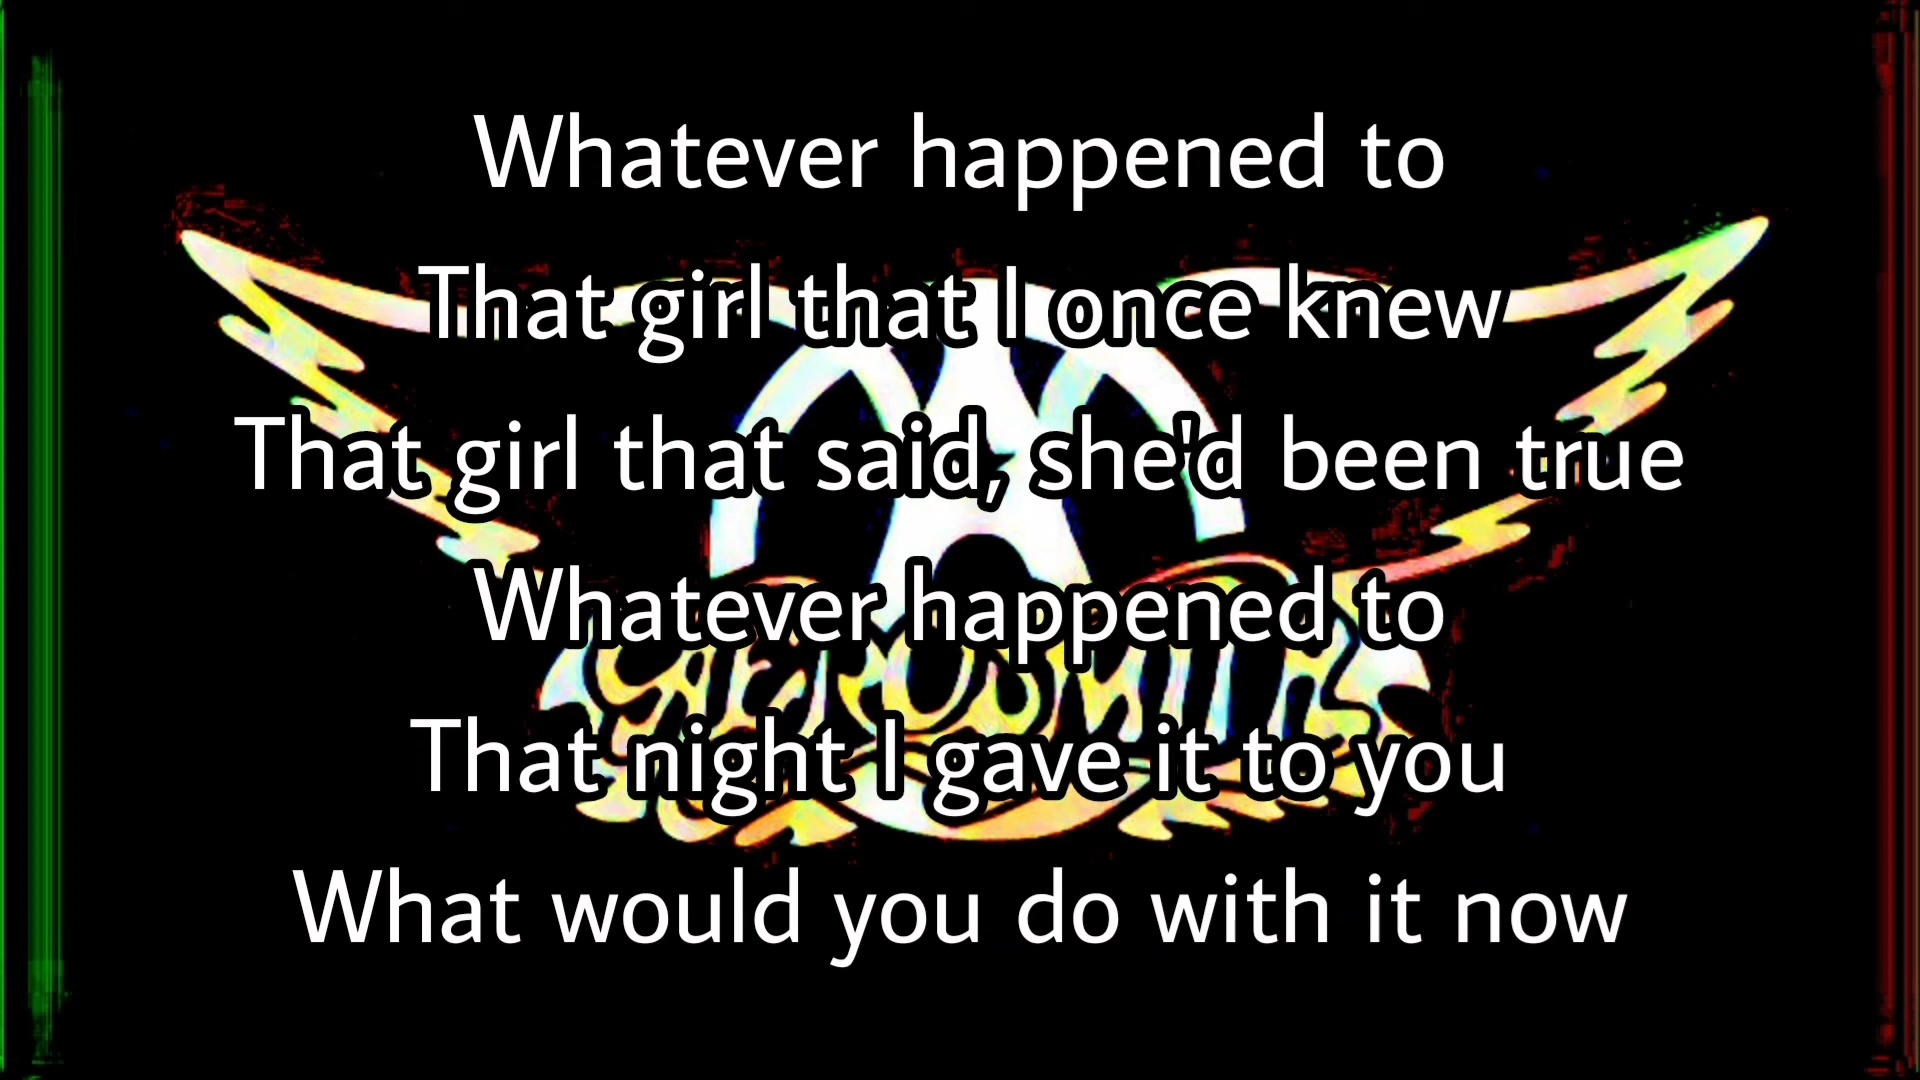 Whatever happened to
That girl that I once knew
That girl that said, she'd been true
Whatever happened to
AEROSMITH
That night I gave it to you
What would you do with it now